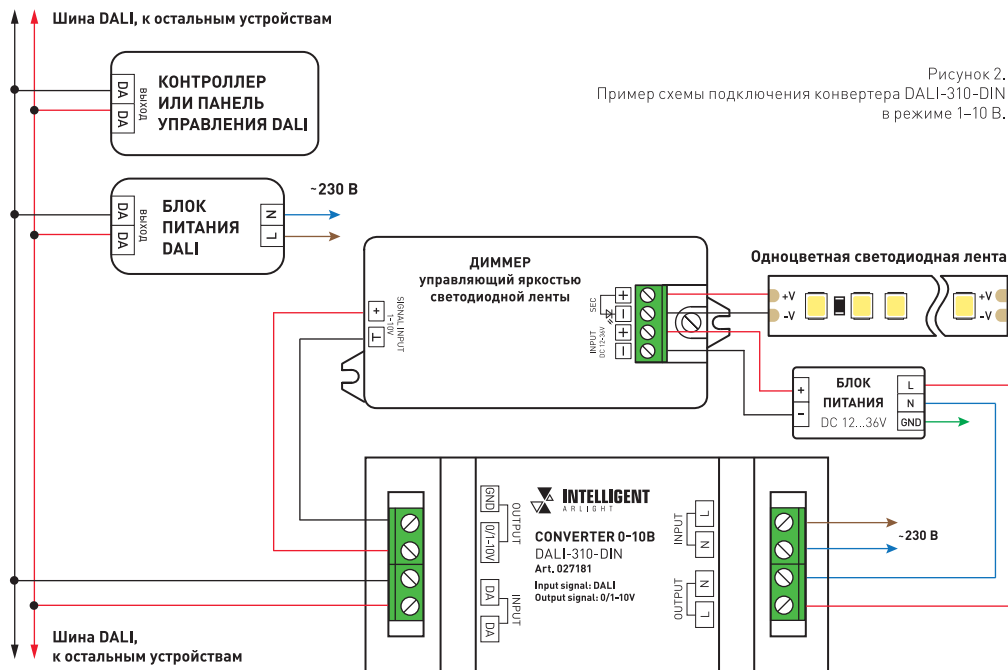 Шина DALI, к остальным устройствам
Рисунок 2.
Пример схемы подключения конвертера DALI-310-DIN
в режиме 1–10 В.
DA
DA
ВЫХОД
КОНТРОЛЛЕР
ИЛИ ПАНЕЛЬ
УПРАВЛЕНИЯ DALI
DA
DA
ВЫХОД
БЛОК
ПИТАНИЯ
DALI
N
L
~230 В
ДИММЕР
управляющий яркостью
светодиодной ленты
+
T
SIGNAL INPUT
1-10V
SEC
INPUT
DC 12-36V
+
−
+
−
Одноцветная светодиодная лента
+V
-V
+V
-V
+
−
БЛОК
ПИТАНИЯ
DC 12...36V
L
N
GND
GND
0/1-10V
OUTPUT
DA
DA
INPUT
INTELLIGENT
ARLIGHT
CONVERTER 0-10В
DALI-310-DIN
Art. 027181
Input signal: DALI
Output signal: 0/1-10V
INPUT
L
N
OUTPUT
N
L
~230 В
Шина DALI,
к остальным устройствам